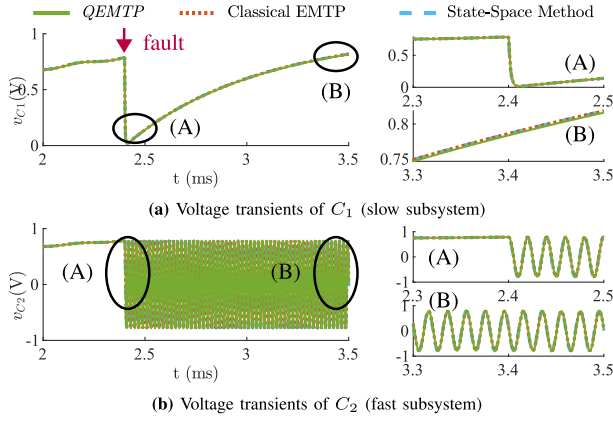 QEMTP Classical EMTP State-Space Method
fault
1
0.5
0
v_{C1}(V)
(A)
(B)
2 2.5 3 3.5
t (ms)
0.5
0
(A)
2.3 2.4 2.5
0.8
0.75
(B)
3.3 3.4 3.5
(a) Voltage transients of C_1 (slow subsystem)
1
0
-1
v_{C2}(V)
(A)
(B)
2 2.5 3 3.5
t (ms)
1
0
-1
(A)
2.3 2.4 2.5
1
0
-1
(B)
3.3 3.4 3.5
(b) Voltage transients of C_2 (fast subsystem)